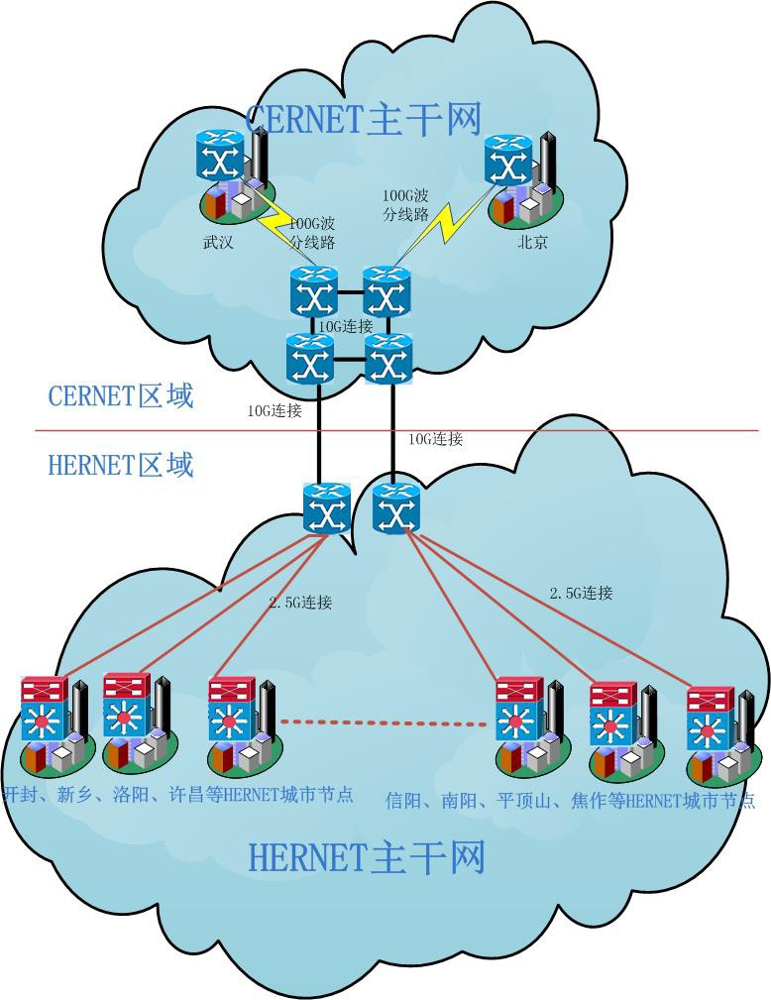 CERNET主干网
100G波
分线路
100G波
分线路
武汉
北京
10G连接
CERNET区域
10G连接
10G连接
HERNET区域
2.5G连接
2.5G连接
开封、新乡、洛阳、许昌等HERNET城市节点
信阳、南阳、平顶山、焦作等HERNET城市节点
HERNET主干网